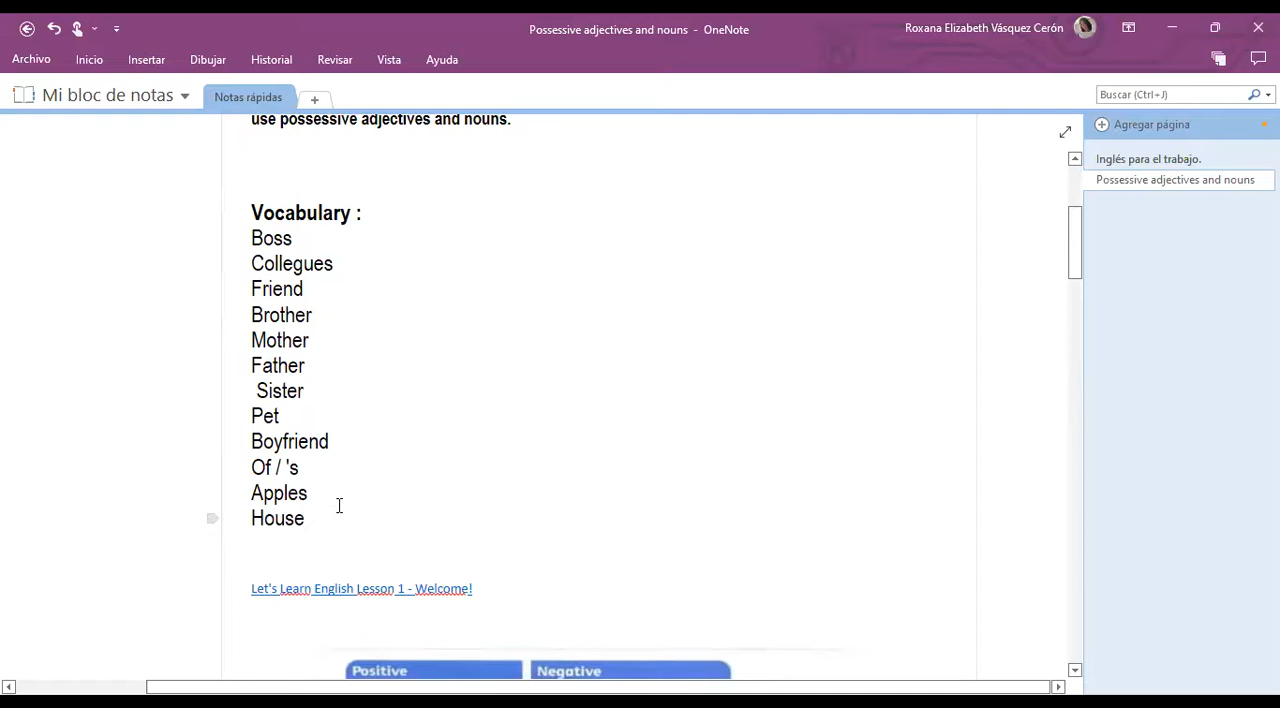 Possessive adjectives and nouns - OneNote
Roxana Elizabeth Vásquez Cerón
Archivo Inicio Insertar Dibujar Historial Revisar Vista Ayuda
Mi bloc de notas
Notas rápidas
Buscar (Ctrl+J)
Agregar página
Inglés para el trabajo.
Possessive adjectives and nouns
use possessive adjectives and nouns.
Vocabulary :
Boss
Collegues
Friend
Brother
Mother
Father
Sister
Pet
Boyfriend
Of / 's
Apples
House
Let's Learn English Lesson 1 - Welcome!
Positive Negative